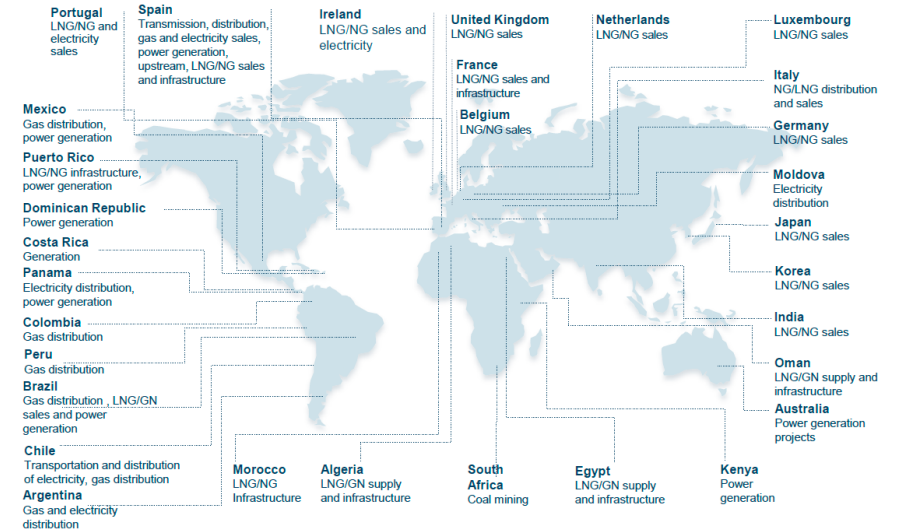 Portugal
LNG/NG and
electricity
sales
Spain
Transmission, distribution,
gas and electricity sales,
power generation,
upstream, LNG/NG sales
and infrastructure
Ireland
LNG/NG sales and
electricity
United Kingdom
LNG/NG sales
Netherlands
LNG/NG sales
Luxembourg
LNG/NG sales
France
LNG/NG sales and
infrastructure
Belgium
LNG/NG sales
Italy
NG/LNG distribution
and sales
Germany
LNG/NG sales
Moldova
Electricity
distribution
Japan
LNG/NG sales
Korea
LNG/NG sales
India
LNG/NG sales
Oman
LNG/GN supply and
infrastructure
Australia
Power generation
projects
Mexico
Gas distribution,
power generation
Puerto Rico
LNG/NG infrastructure,
power generation
Dominican Republic
Power generation
Costa Rica
Generation
Panama
Electricity distribution,
power generation
Colombia
Gas distribution
Peru
Gas distribution
Brazil
Gas distribution , LNG/GN
sales and power
generation
Chile
Transportation and distribution
of electricity, gas distribution
Argentina
Gas and electricity
distribution
Morocco
LNG/NG
Infrastructure
Algeria
LNG/GN supply
and infrastructure
South
Africa
Coal mining
Egypt
LNG/GN supply
and infrastructure
Kenya
Power
generation